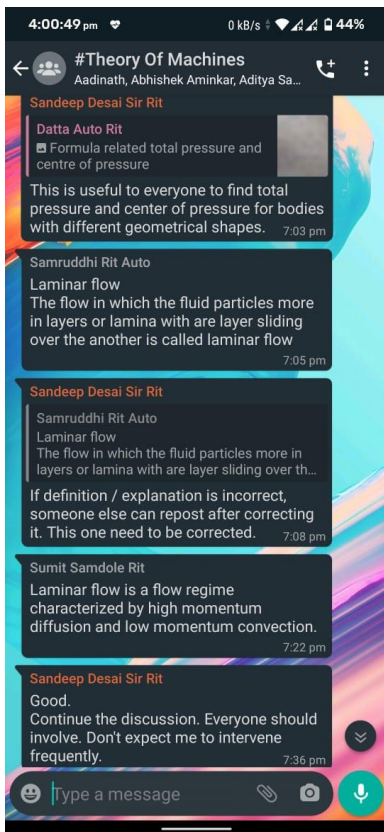 4:00:49 pm
0 kB/s
44%
#Theory Of Machines
Aadinath, Abhishek Aminkar, Aditya Sa...
Sandeep Desai Sir Rit
Datta Auto Rit
Formula related total pressure and
centre of pressure
This is useful to everyone to find total
pressure and center of pressure for bodies
with different geometrical shapes.
7:03 pm
Samruddhi Rit Auto
Laminar flow
The flow in which the fluid particles more
in layers or lamina with are layer sliding
over the another is called laminar flow
7:05 pm
Sandeep Desai Sir Rit
Samruddhi Rit Auto
Laminar flow
The flow in which the fluid particles more in
layers or lamina with are layer sliding over th...
If definition / explanation is incorrect,
someone else can repost after correcting
it. This one need to be corrected.
7:08 pm
Sumit Samdole Rit
Laminar flow is a flow regime
characterized by high momentum
diffusion and low momentum convection.
7:22 pm
Sandeep Desai Sir Rit
Good.
Continue the discussion. Everyone should
involve. Don't expect me to intervene
frequently.
7:36 pm
Type a message